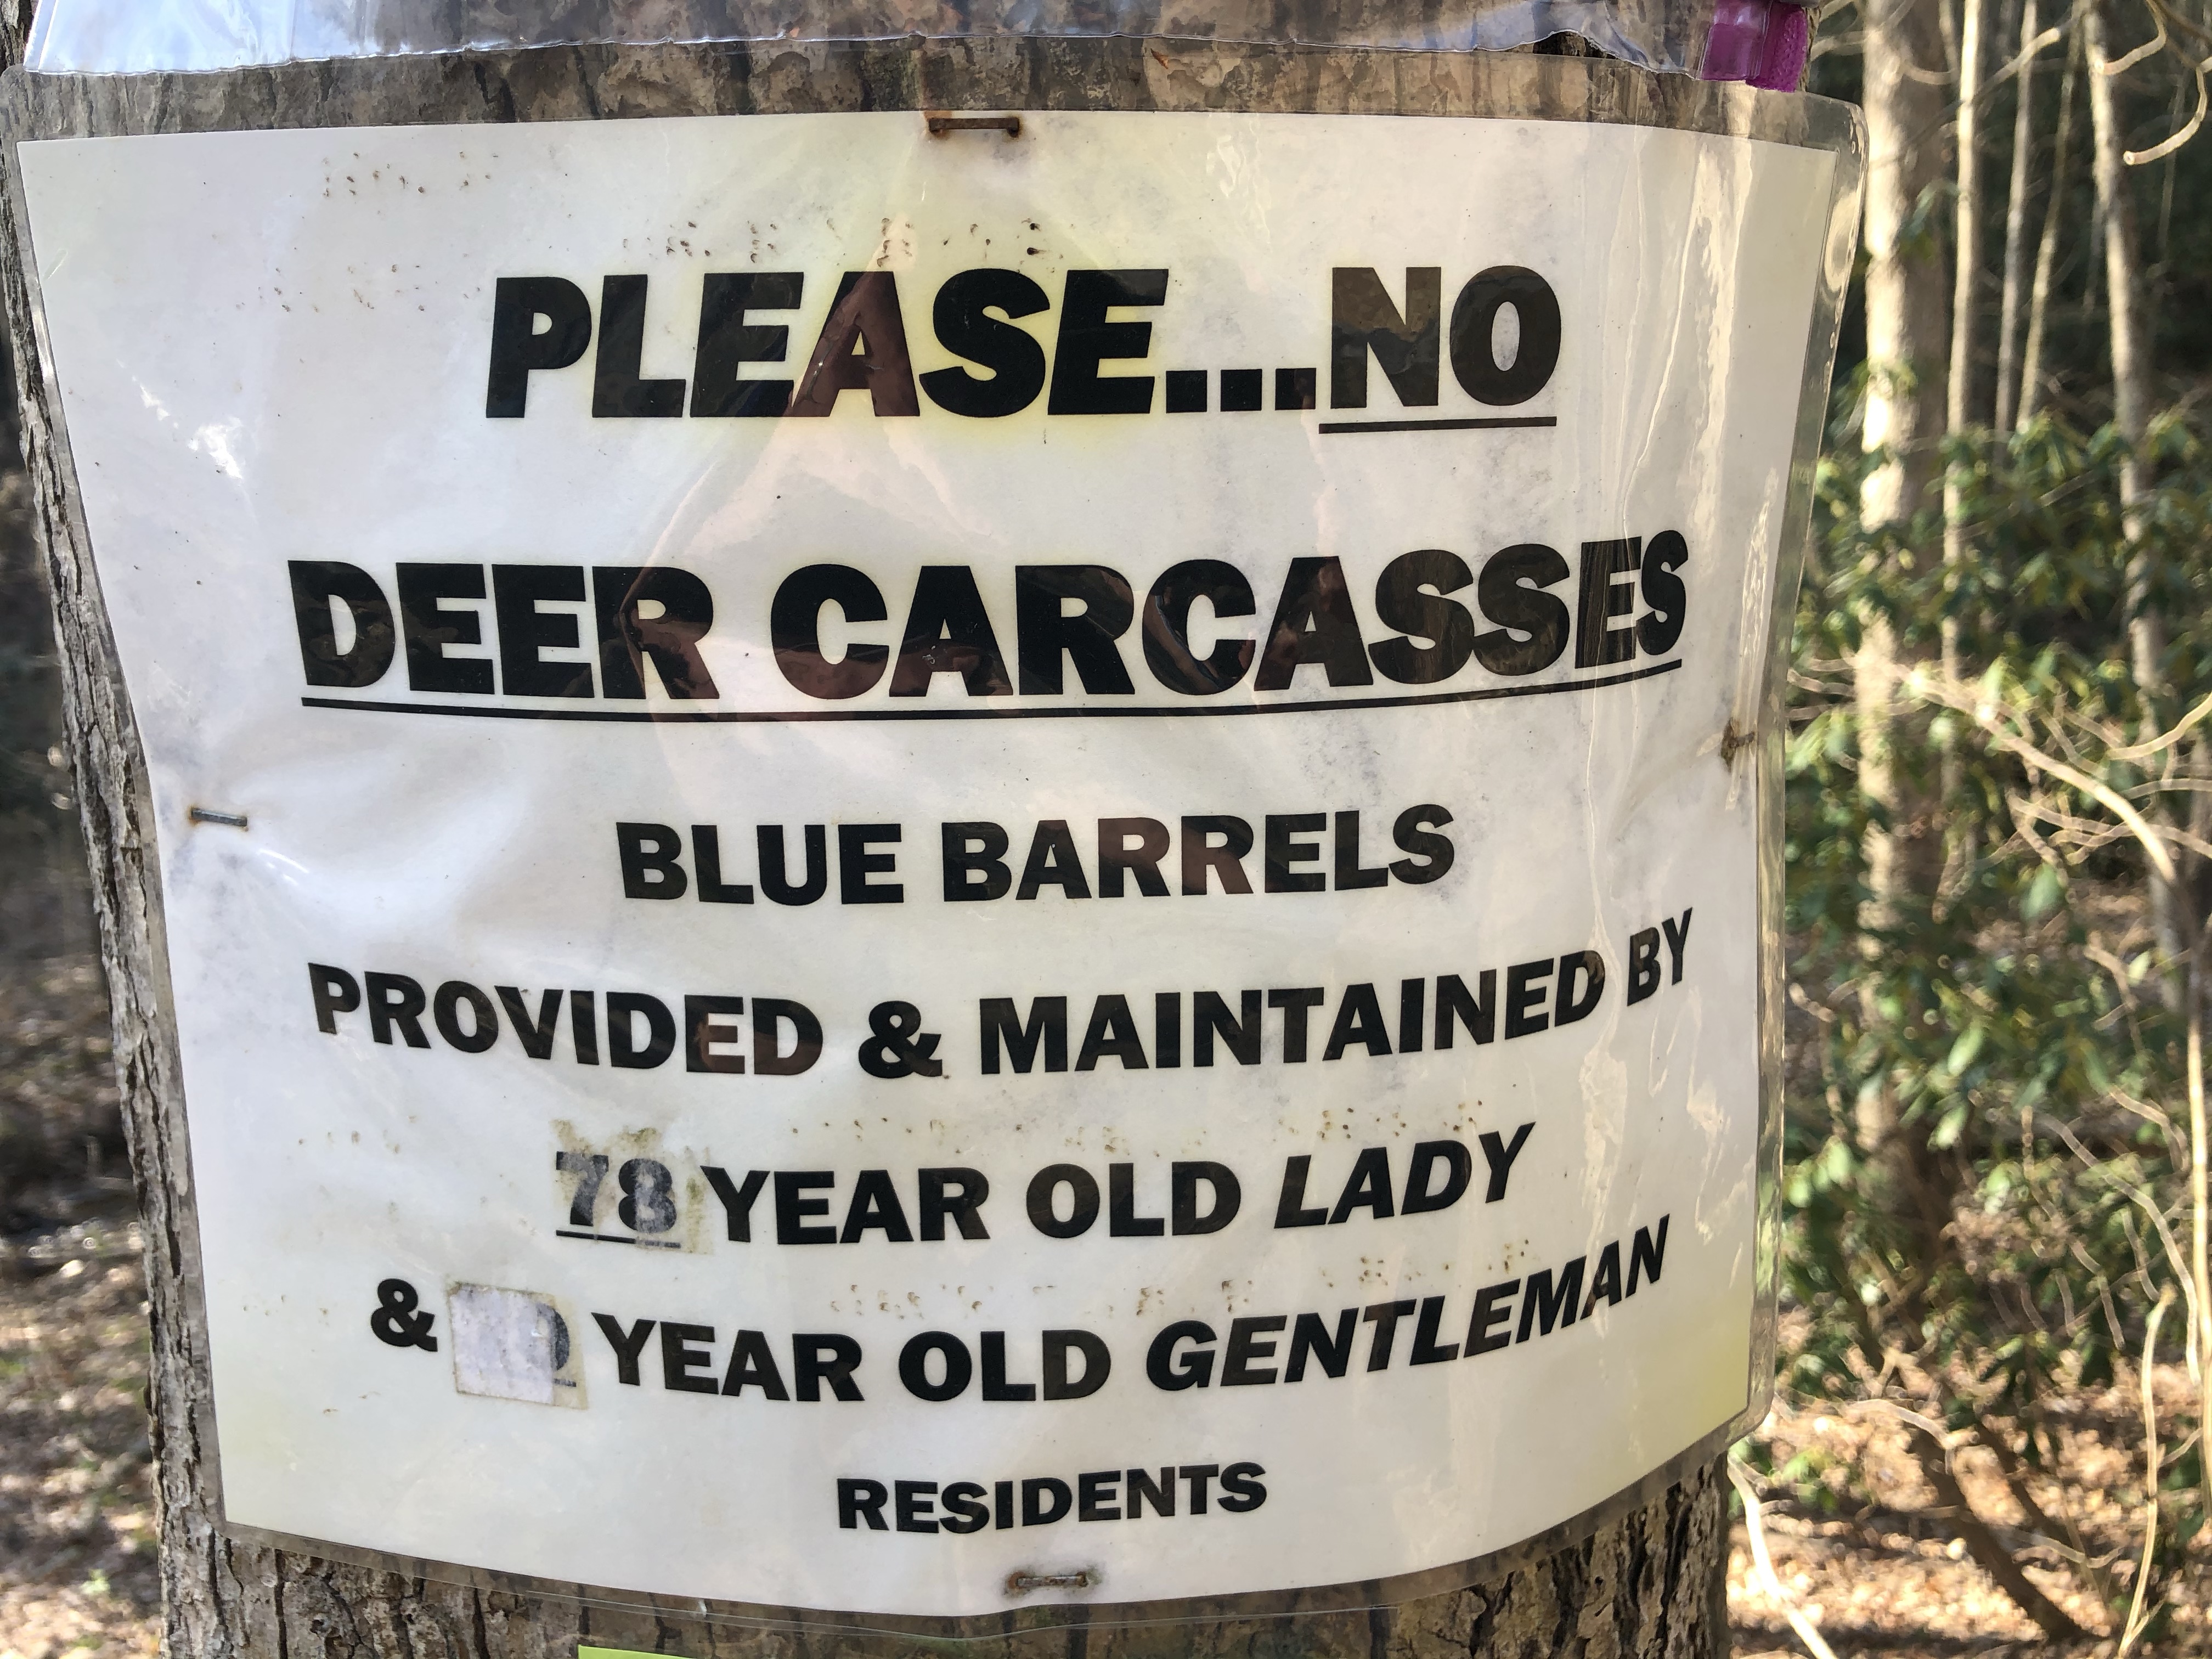 PLEASE...NO
DEER CARCASSES
BLUE BARRELS
PROVIDED & MAINTAINED BY
78 YEAR OLD LADY
& YEAR OLD GENTLEMAN
RESIDENTS